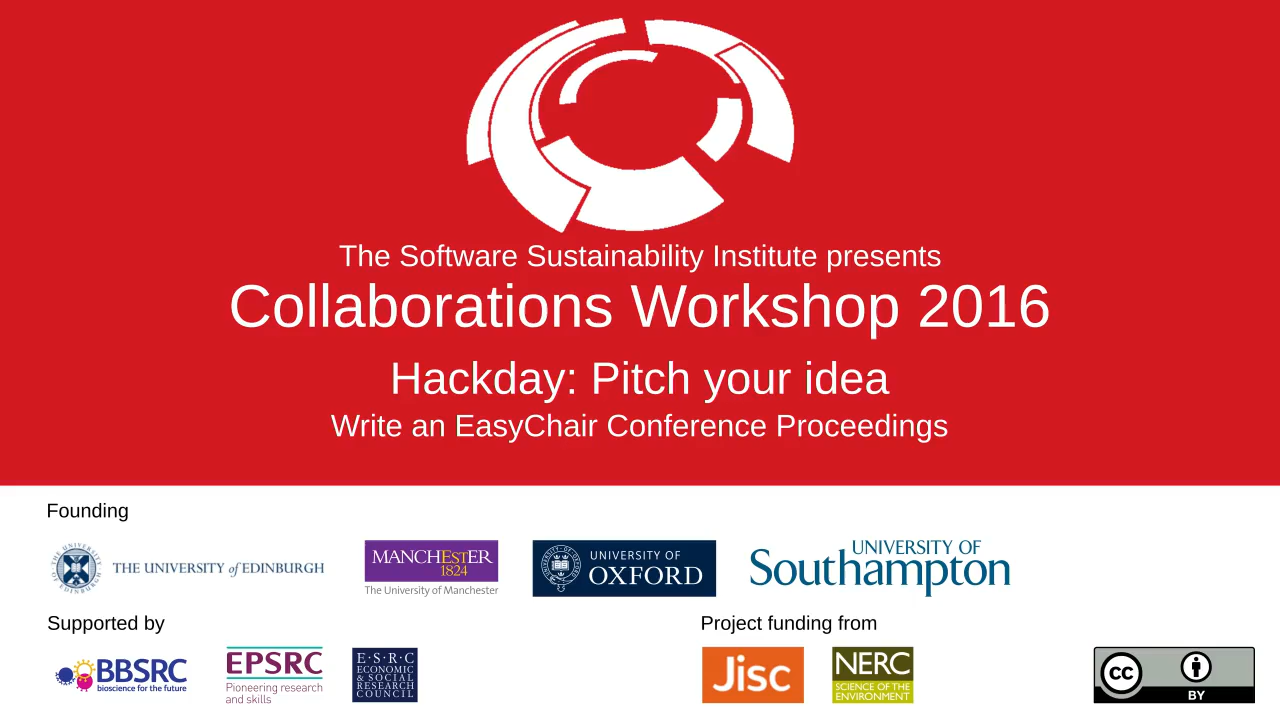 The Software Sustainability Institute presents
Collaborations Workshop 2016
Hackday: Pitch your idea
Write an EasyChair Conference Proceedings
Founding
THE UNIVERSITY of EDINBURGH
MANCHESTER
1824
The University of Manchester
UNIVERSITY OF
OXFORD
UNIVERSITY OF
Southampton
Supported by
BBSRC
bioscience for the future
EPSRC
Pioneering research
and skills
E·S·R·C
ECONOMIC
& SOCIAL
RESEARCH
COUNCIL
Project funding from
Jisc
NERC
SCIENCE OF THE
ENVIRONMENT
cc
BY